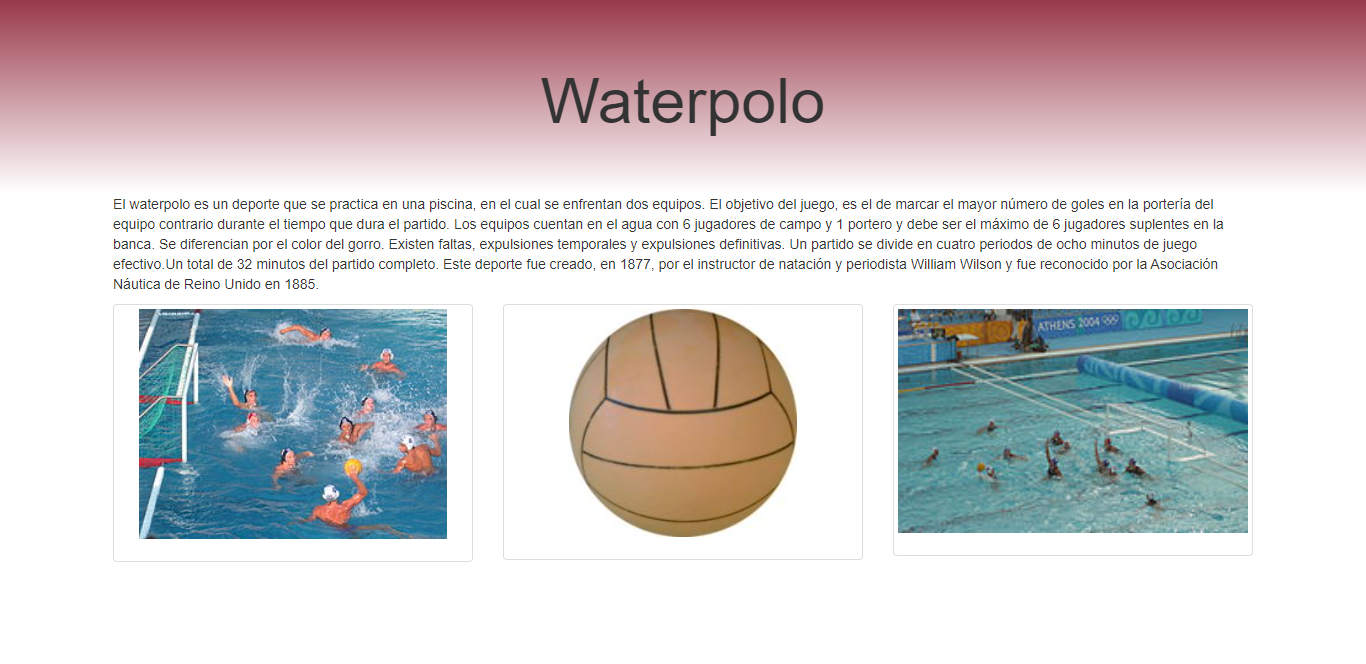 Waterpolo
El waterpolo es un deporte que se practica en una piscina, en el cual se enfrentan dos equipos. El objetivo del juego, es el de marcar el mayor número de goles en la portería del
equipo contrario durante el tiempo que dura el partido. Los equipos cuentan en el agua con 6 jugadores de campo y 1 portero y debe ser el máximo de 6 jugadores suplentes en la
banca. Se diferencian por el color del gorro. Existen faltas, expulsiones temporales y expulsiones definitivas. Un partido se divide en cuatro periodos de ocho minutos de juego
efectivo.Un total de 32 minutos del partido completo. Este deporte fue creado, en 1877, por el instructor de natación y periodista William Wilson y fue reconocido por la Asociación
Náutica de Reino Unido en 1885.
ATHENS 2004